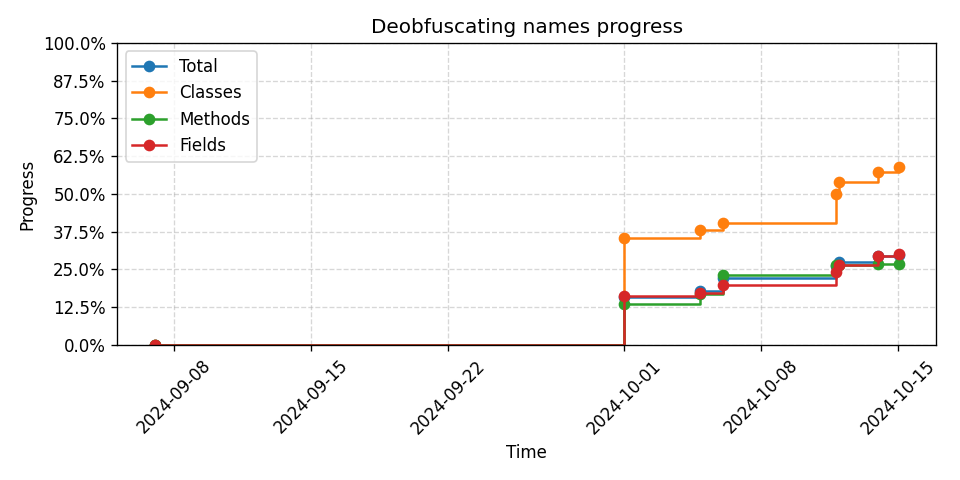 Deobfuscating names progress
100.0%
87.5%
75.0%
62.5%
50.0%
37.5%
25.0%
12.5%
0.0%
Progress
Total
Classes
Methods
Fields
2024-09-08
2024-09-15
2024-09-22
2024-10-01
2024-10-08
2024-10-15
Time